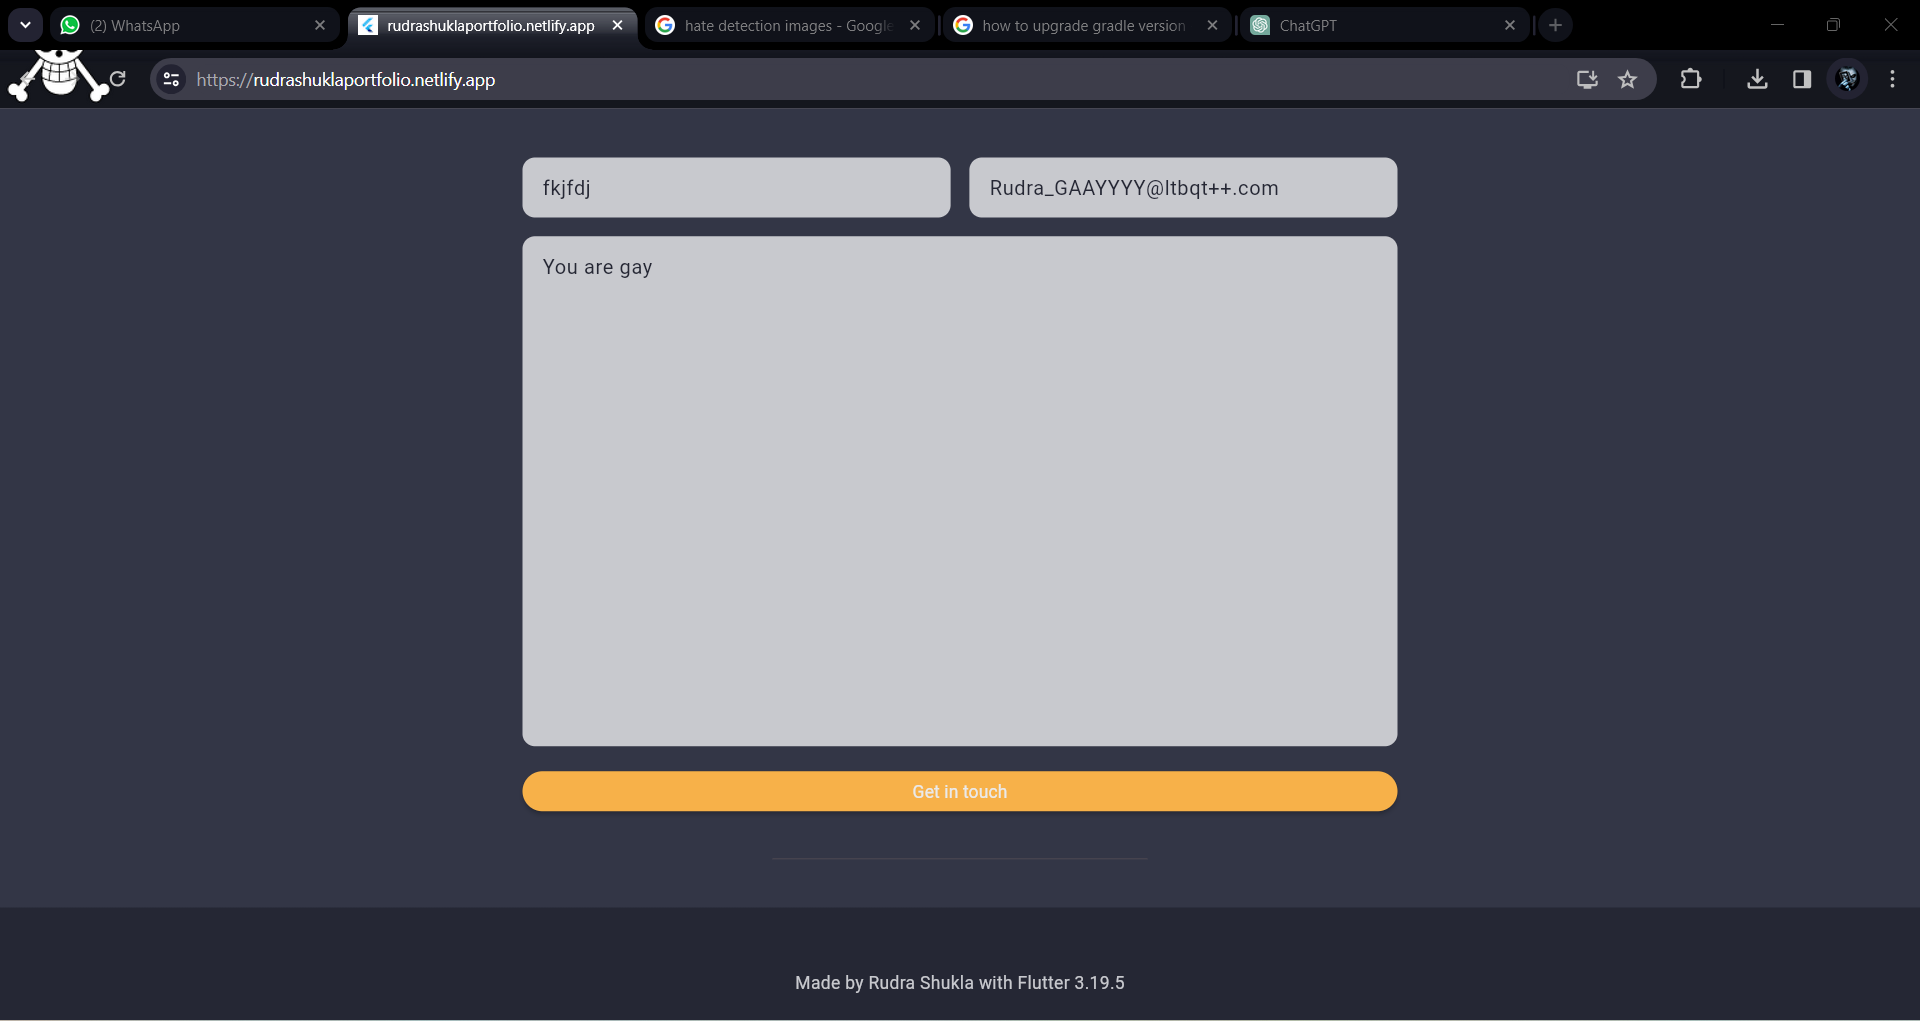 (2) WhatsApp
rudrashuklaportfolio.netlify.app
hate detection images - Google
how to upgrade gradle version
ChatGPT
https://rudrashuklaportfolio.netlify.app
fkjfdj
Rudra_GAAYYYY@ltbqt++.com
You are gay
Get in touch
Made by Rudra Shukla with Flutter 3.19.5